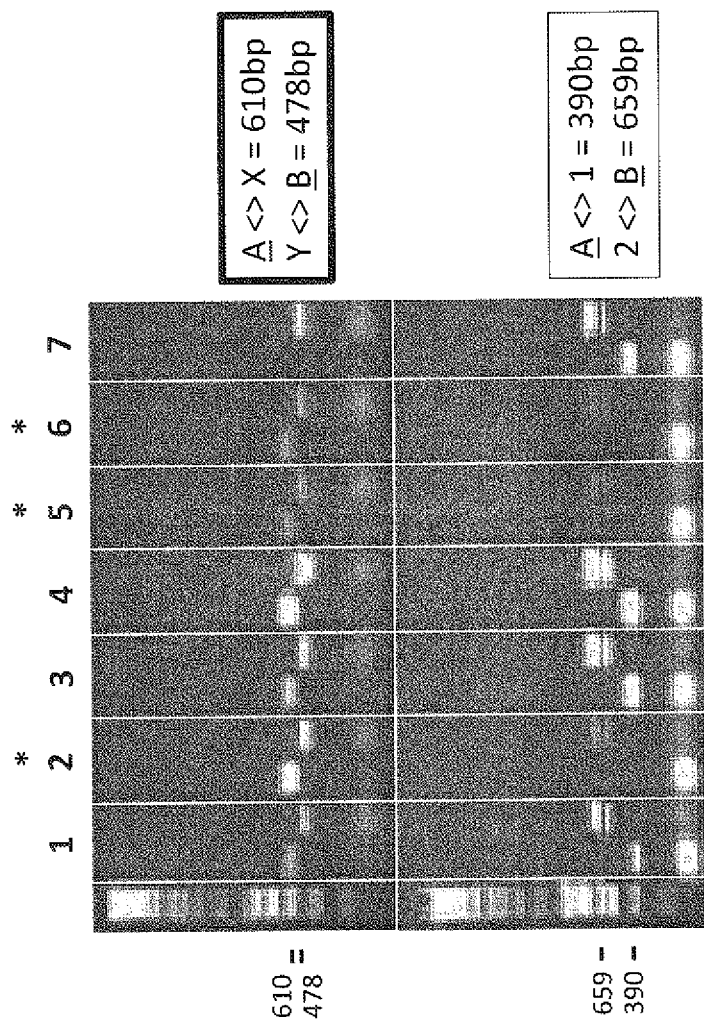 * * *
1 2 3 4 5 6 7
610
478
A <> X = 610bp
Y <> B = 478bp
659
390
A <> 1 = 390bp
2 <> B = 659bp